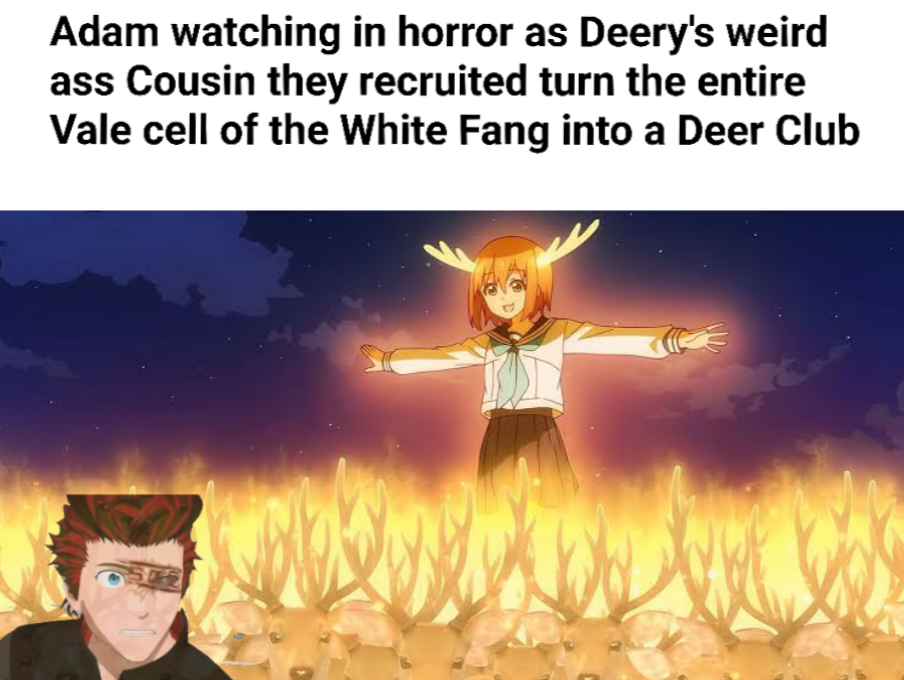 Adam watching in horror as Deery's weird
ass Cousin they recruited turn the entire
Vale cell of the White Fang into a Deer Club